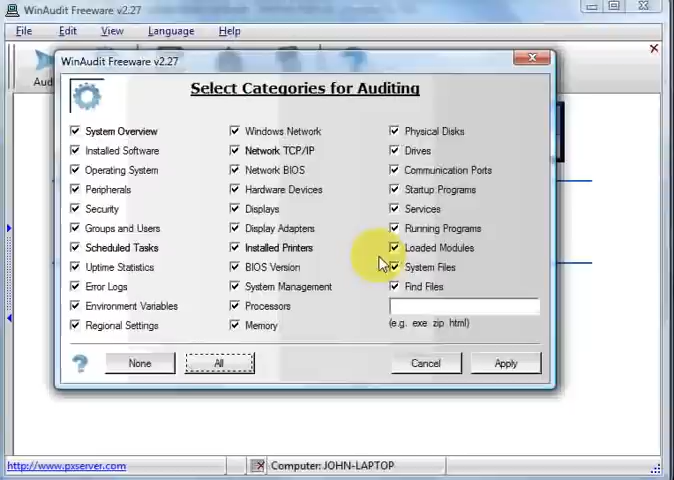 WinAudit Freeware v2.27
File Edit View Language Help
Aud
WinAudit Freeware v2.27
Select Categories for Auditing
System Overview
Installed Software
Operating System
Peripherals
Security
Groups and Users
Scheduled Tasks
Uptime Statistics
Error Logs
Environment Variables
Regional Settings
Windows Network
Network TCP/IP
Network BIOS
Hardware Devices
Displays
Display Adapters
Installed Printers
BIOS Version
System Management
Processors
Memory
Physical Disks
Drives
Communication Ports
Startup Programs
Services
Running Programs
Loaded Modules
System Files
Find Files
(e.g. exe zip html)
None All Cancel Apply
http://www.pxserver.com Computer: JOHN-LAPTOP